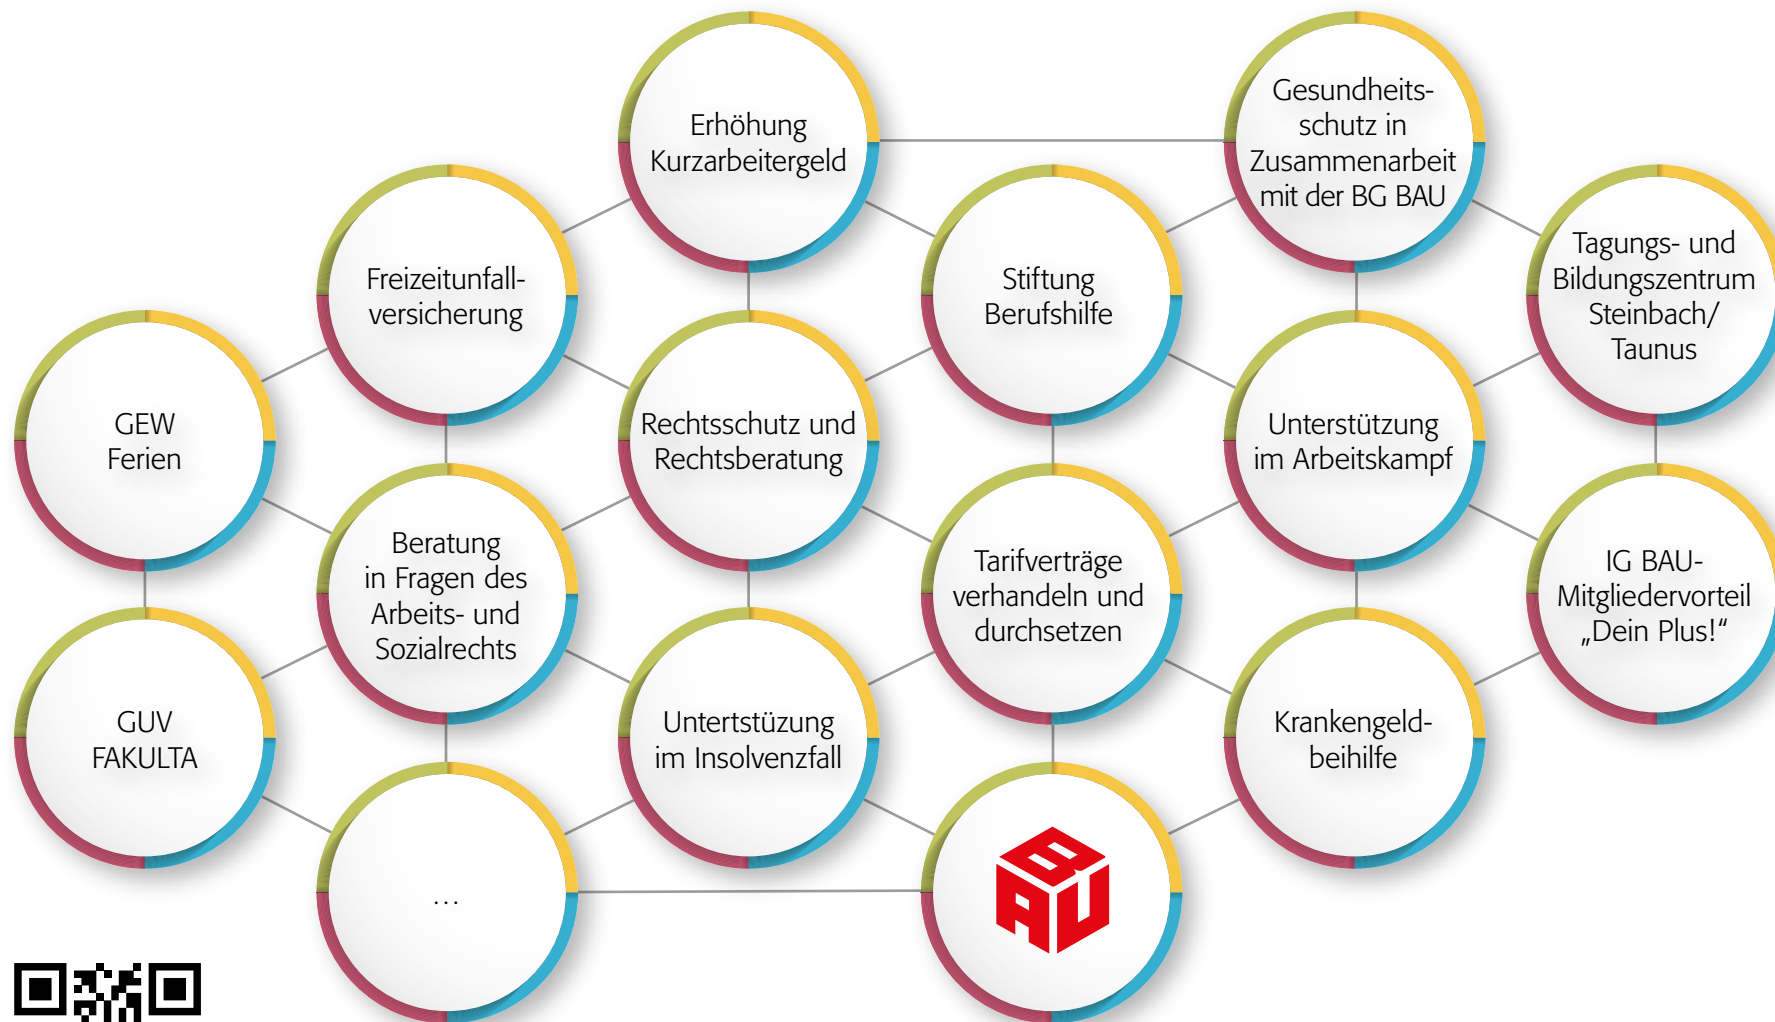 Erhöhung
Kurzarbeitergeld
Gesundheits-
schutz in
Zusammenarbeit
mit der BG BAU
Freizeitunfall-
versicherung
Stiftung
Berufshilfe
Tagungs- und
Bildungszentrum
Steinbach/
Taunus
GEW
Ferien
Rechtsschutz und
Rechtsberatung
Unterstützung
im Arbeitskampf
Beratung
in Fragen des
Arbeits- und
Sozialrechts
Tarifverträge
verhandeln und
durchsetzen
IG BAU-
Mitgliedervorteil
„Dein Plus!“
GUV
FAKULTA
Untertstüzung
im Insolvenzfall
Krankengeld-
beihilfe
...
BAU